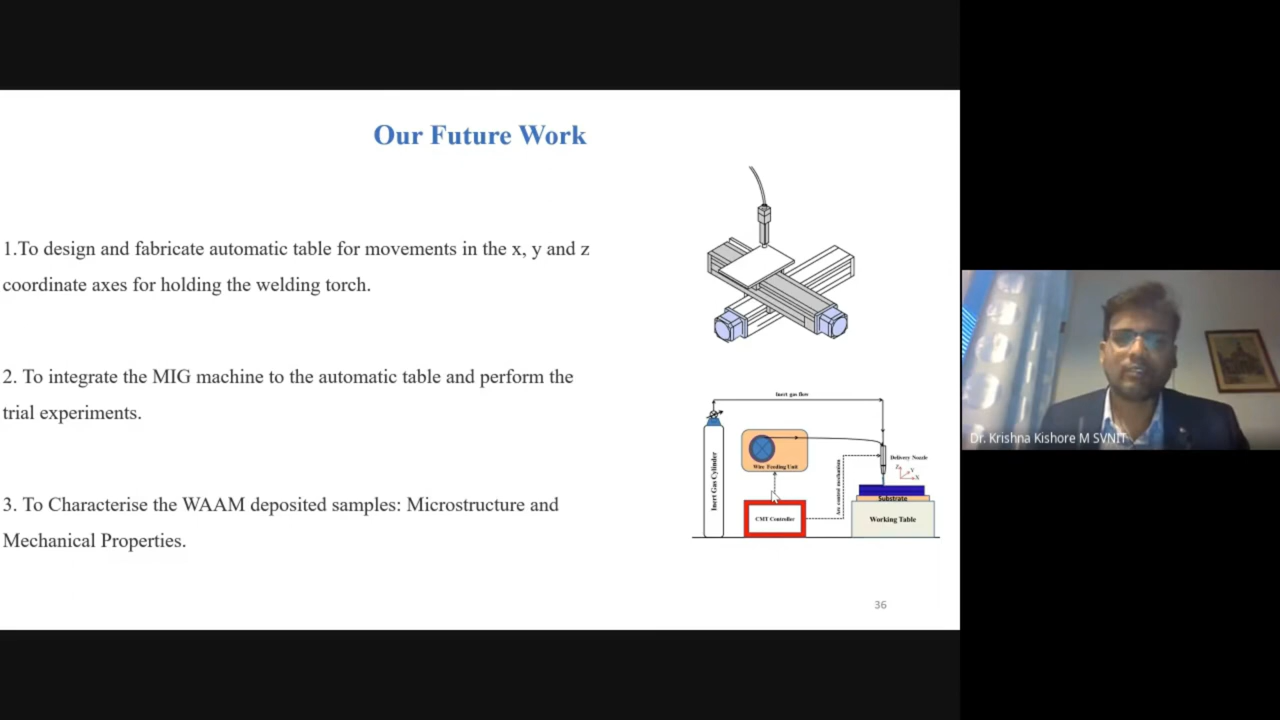 Our Future Work
1.To design and fabricate automatic table for movements in the x, y and z
coordinate axes for holding the welding torch.
2. To integrate the MIG machine to the automatic table and perform the
trial experiments.
3. To Characterise the WAAM deposited samples: Microstructure and
Mechanical Properties.
Inert gas flow
Inert Gas Cylinder
Wire Feeding Unit
CMT Controller
Arc control mechanism
Delivery Nozzle
Z
Y
X
Substrate
Working Table
36
Dr. Krishna Kishore M SVNIT